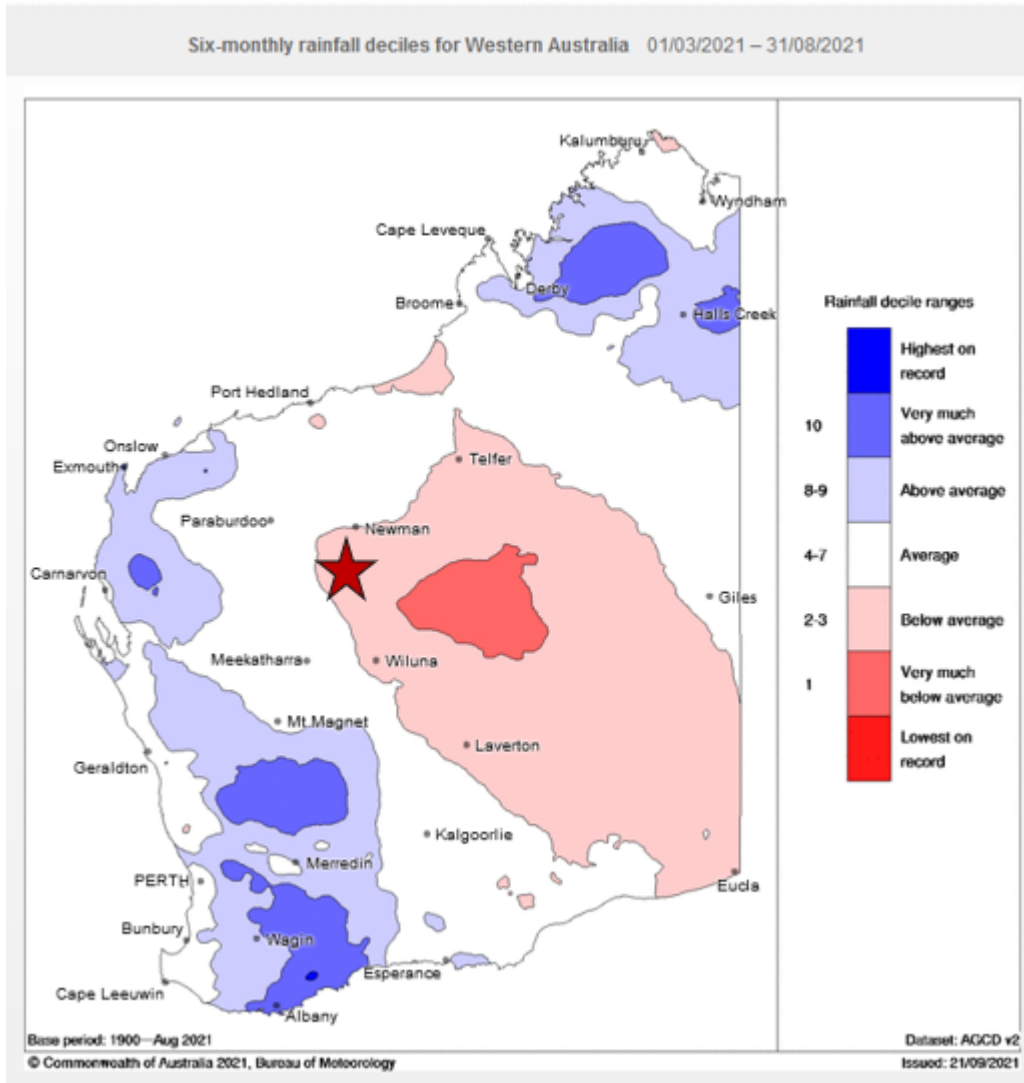 Six-monthly rainfall deciles for Western Australia 01/03/2021 – 31/08/2021
Kalumburu
Wyndham
Cape Leveque
Derby
Broome
Halls Creek
Rainfall decile ranges
Highest on
record
10 Very much
above average
8-9 Above average
4-7 Average
2-3 Below average
1 Very much
below average
Lowest on
record
Port Hedland
Onslow
Exmouth
Telfer
Paraburdoo
Newman
Carnarvon
Giles
Meekatharra
Wiluna
Mt Magnet
Laverton
Geraldton
Kalgoorlie
Merredin
PERTH
Eucla
Bunbury
Wagin
Esperance
Cape Leeuwin
Albany
Base period: 1900—Aug 2021
Dataset: AGCD v2
© Commonwealth of Australia 2021, Bureau of Meteorology
Issued: 21/09/2021